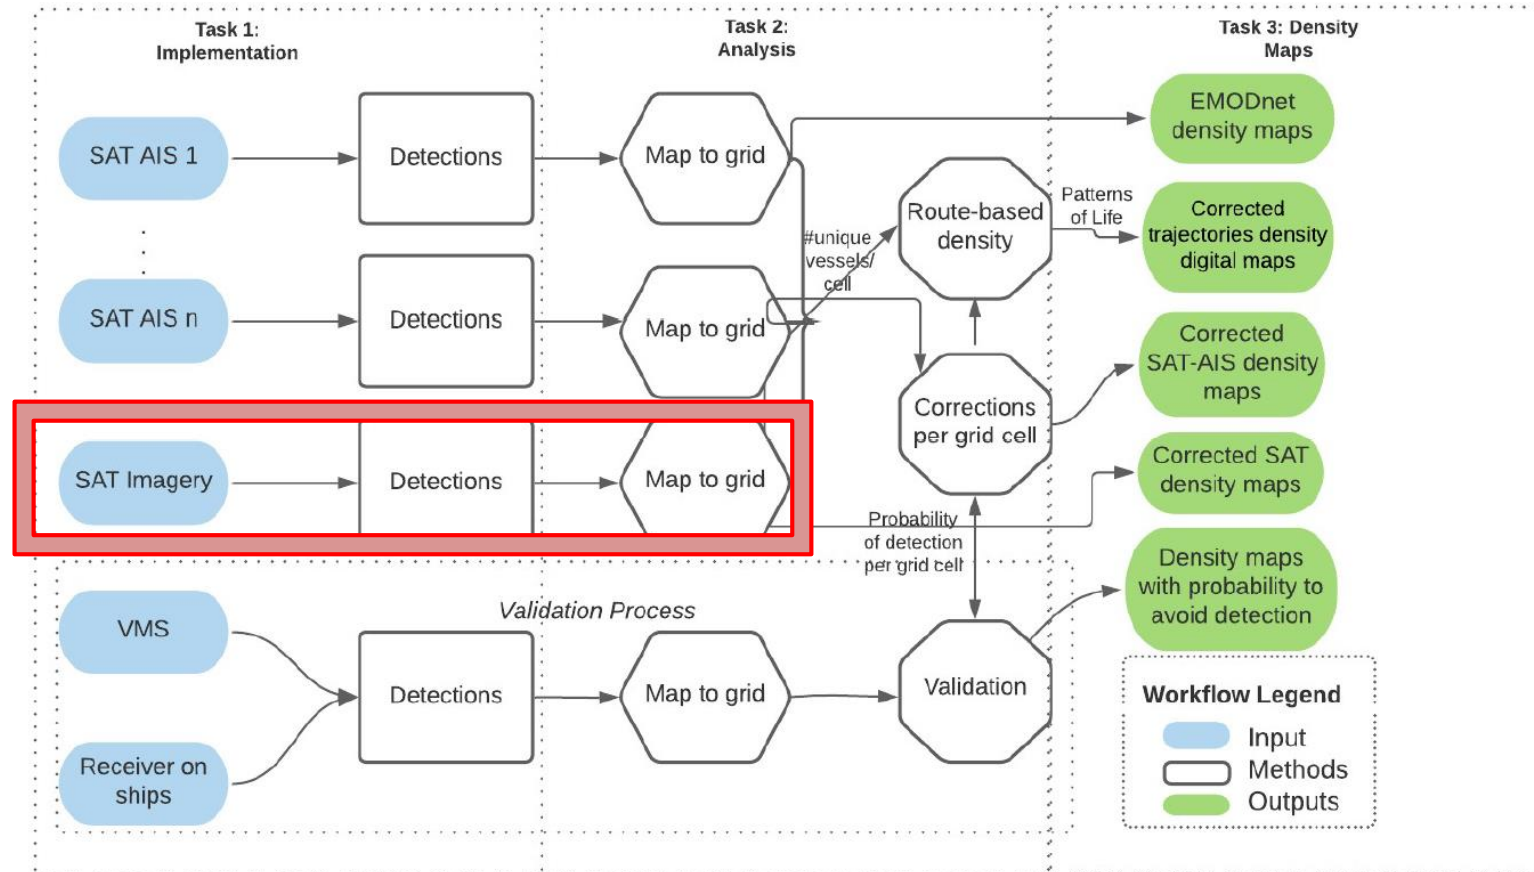 Task 1:
Implementation
Task 2:
Analysis
Task 3: Density
Maps
SAT AIS 1
Detections
Map to grid
EMODnet
density maps
Route-based
density
Patterns
of Life
Corrected
trajectories density
digital maps
#unique
vessels/
cell
SAT AIS n
Detections
Map to grid
Corrected
SAT-AIS density
maps
Corrections
per grid cell
SAT Imagery
Detections
Map to grid
Corrected SAT
density maps
Probability
of detection
per grid cell
Density maps
with probability to
avoid detection
Validation Process
VMS
Receiver on
ships
Detections
Map to grid
Validation
Workflow Legend
Input
Methods
Outputs